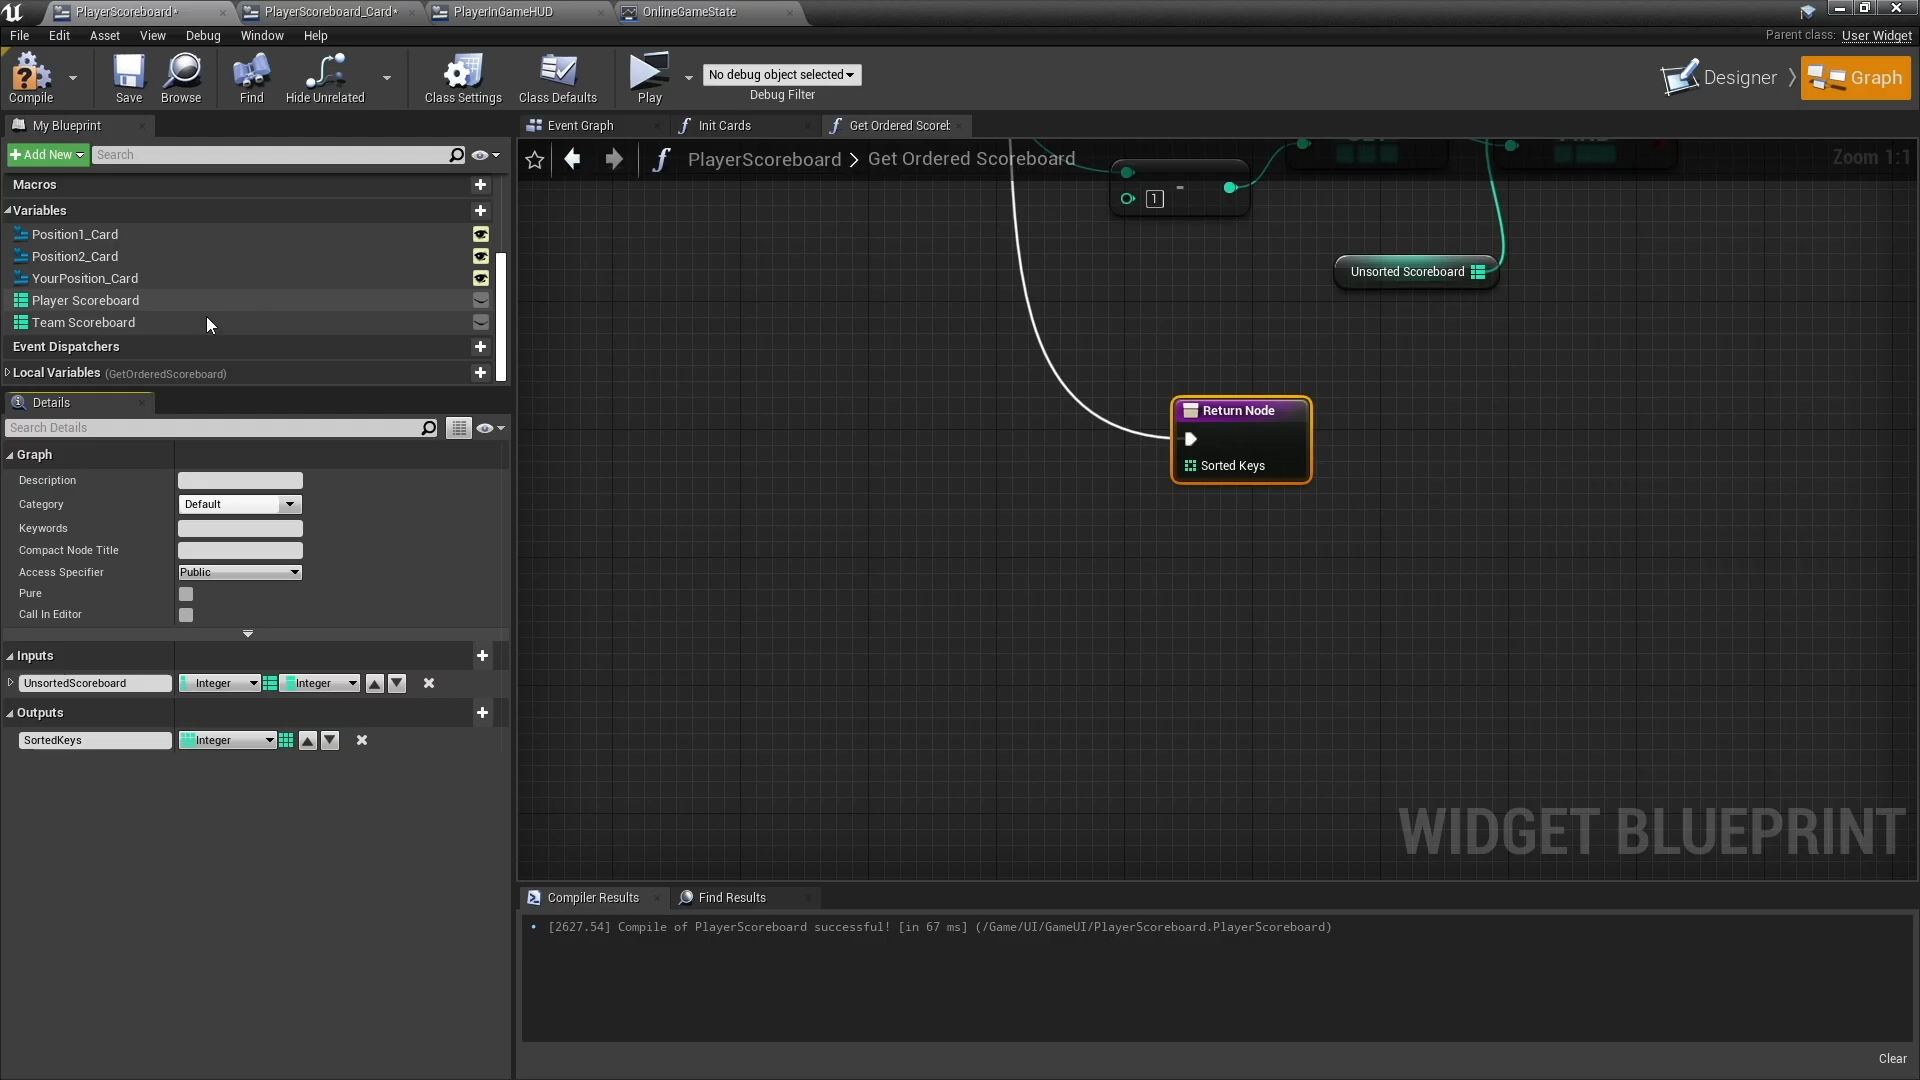 PlayerScoreboard*
PlayerScoreboard_Card*
PlayerInGameHUD
OnlineGameState
File Edit Asset View Debug Window Help
Parent class: User Widget
Compile
Save
Browse
Find
Hide Unrelated
Class Settings
Class Defaults
Play
No debug object selected
Debug Filter
Designer
Graph
My Blueprint
Event Graph
Init Cards
Get Ordered Scoret
+ Add New
Search
PlayerScoreboard > Get Ordered Scoreboard
Zoom 1:1
Macros
Variables
Position1_Card
Position2_Card
YourPosition_Card
Player Scoreboard
Team Scoreboard
Event Dispatchers
Local Variables (GetOrderedScoreboard)
1
-
Unsorted Scoreboard
Return Node
Sorted Keys
Details
Search Details
Graph
Description
Category Default
Keywords
Compact Node Title
Access Specifier Public
Pure
Call In Editor
Inputs
UnsortedScoreboard Integer Integer
Outputs
SortedKeys Integer
WIDGET BLUEPRINT
Compiler Results
Find Results
• [2627.54] Compile of PlayerScoreboard successful! [in 67 ms] (/Game/UI/GameUI/PlayerScoreboard.PlayerScoreboard)
Clear